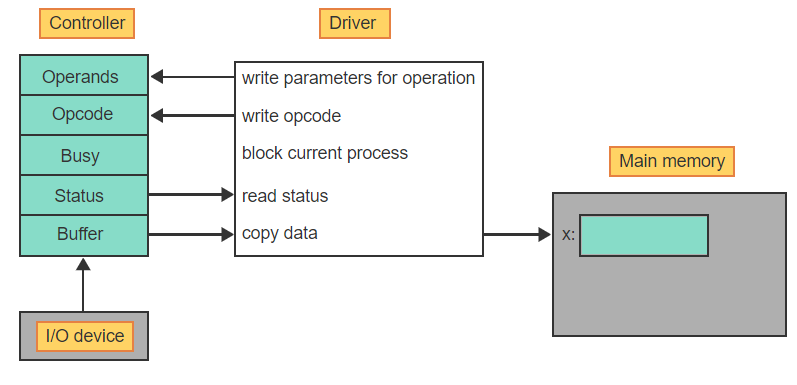 Controller
Driver
Operands
Opcode
Busy
Status
Buffer
write parameters for operation
write opcode
block current process
read status
copy data
Main memory
x:
I/O device